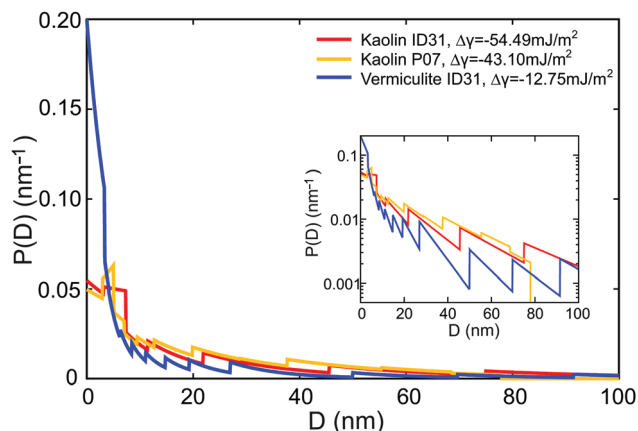 0.20
0.15
0.10
0.05
0
P(D) (nm⁻¹)
Kaolin ID31, Δγ=-54.49mJ/m²
Kaolin P07, Δγ=-43.10mJ/m²
Vermiculite ID31, Δγ=-12.75mJ/m²
0.1
0.01
0.001
P(D) (nm⁻¹)
0 20 40 60 80 100
D (nm)
0 20 40 60 80 100
D (nm)